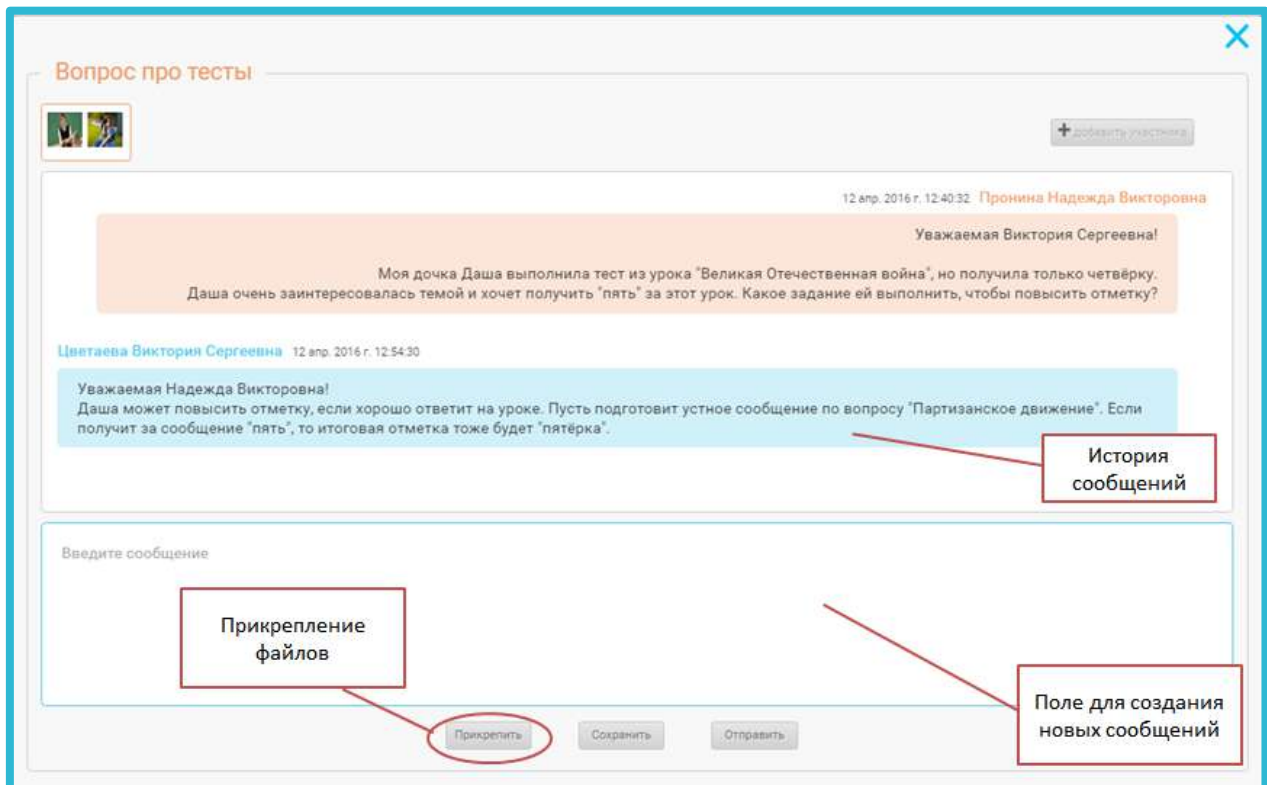 Вопрос про тесты
добавить участника
12 апр. 2016 г. 12:40:32 Пронина Надежда Викторовна
Уважаемая Виктория Сергеевна!
Моя дочка Даша выполнила тест из урока "Великая Отечественная война", но получила только четвёрку.
Даша очень заинтересовалась темой и хочет получить "пять" за этот урок. Какое задание ей выполнить, чтобы повысить отметку?
Цветаева Виктория Сергеевна 12 апр. 2016 г. 12:54:30
Уважаемая Надежда Викторовна!
Даша может повысить отметку, если хорошо ответит на уроке. Пусть подготовит устное сообщение по вопросу "Партизанское движение". Если
получит за сообщение "пять", то итоговая отметка тоже будет "пятёрка".
История
сообщений
Введите сообщение
Прикрепление
файлов
Поле для создания
новых сообщений
Прикрепить
Сохранить
Отправить